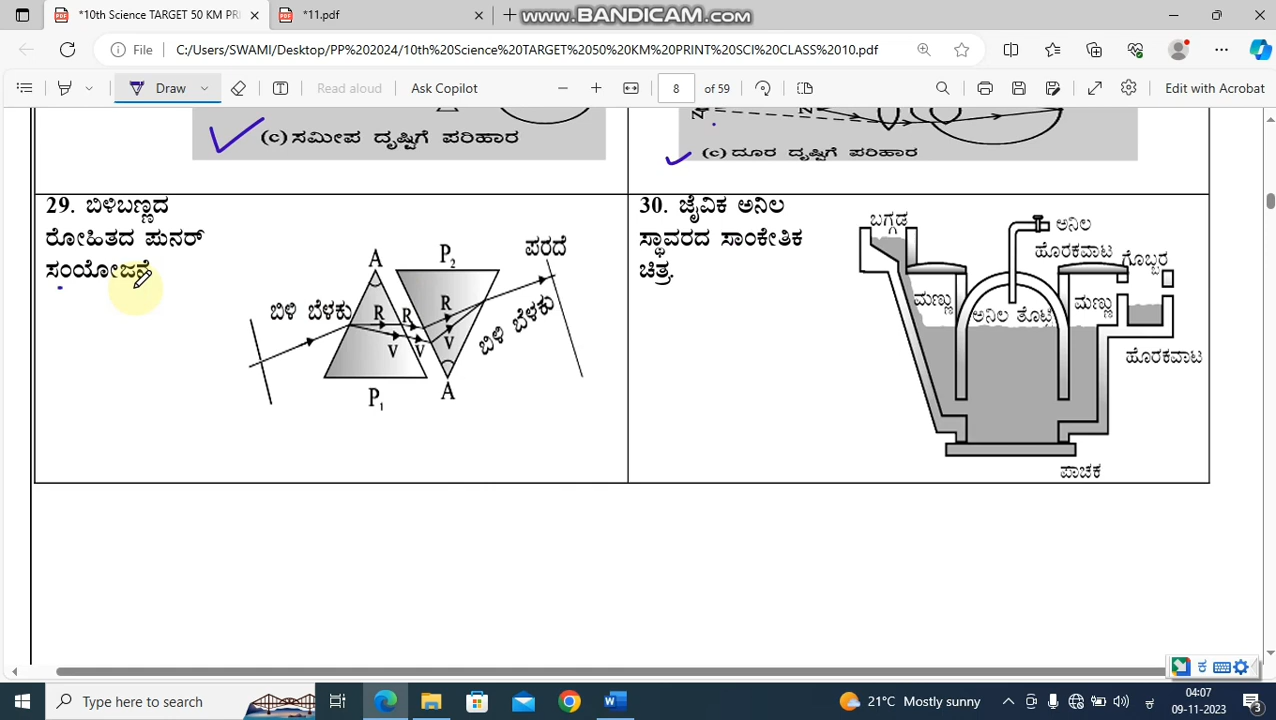 *10th Science TARGET 50 KM PRI
*11.pdf
www.BANDICAM.com
File
C:/Users/SWAMI/Desktop/PP%202024/10th%20Science%20TARGET%2050%20KM%20PRINT%20SCI%20CLASS%2010.pdf
Draw
Read aloud
Ask Copilot
8
of 59
Edit with Acrobat
(c) ಸಮೀಪ ದೃಷ್ಟಿಗೆ ಪರಿಹಾರ
N
N
(c) ದೂರ ದೃಷ್ಟಿಗೆ ಪರಿಹಾರ
29. ಬಿಳಿಬಣ್ಣದ
ರೋಹಿತದ ಪುನರ್
ಸಂಯೋಜನೆ
A
P2
ಪರದೆ
ಬಿಳಿ ಬೆಳಕು
R
R
R
V
V
V
ಬಿಳಿ ಬೆಳಕು
P1
A
30. ಜೈವಿಕ ಅನಿಲ
ಸ್ಥಾವರದ ಸಾಂಕೇತಿಕ
ಚಿತ್ರ
ಬಗ್ಗಡ
ಅನಿಲ
ಹೊರಕವಾಟ
ಗೊಬ್ಬರ
ಮಣ್ಣು
ಅನಿಲ ತೊಟ್ಟಿ
ಮಣ್ಣು
ಹೊರಕವಾಟ
ಪಾಚಕ
ಕ
Type here to search
21°C Mostly sunny
04:07
09-11-2023
3